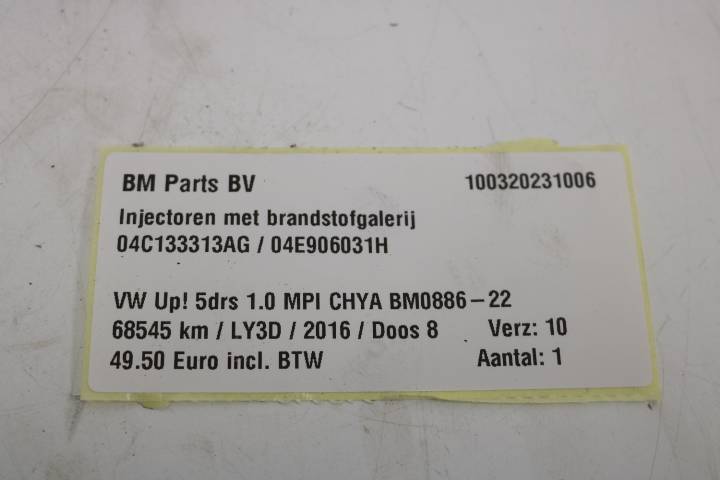 BM Parts BV 100320231006
Injectoren met brandstofgalerij
04C133313AG / 04E906031H
VW Up! 5drs 1.0 MPI CHYA BM0886-22
68545 km / LY3D / 2016 / Doos 8 Verz: 10
49.50 Euro incl. BTW Aantal: 1